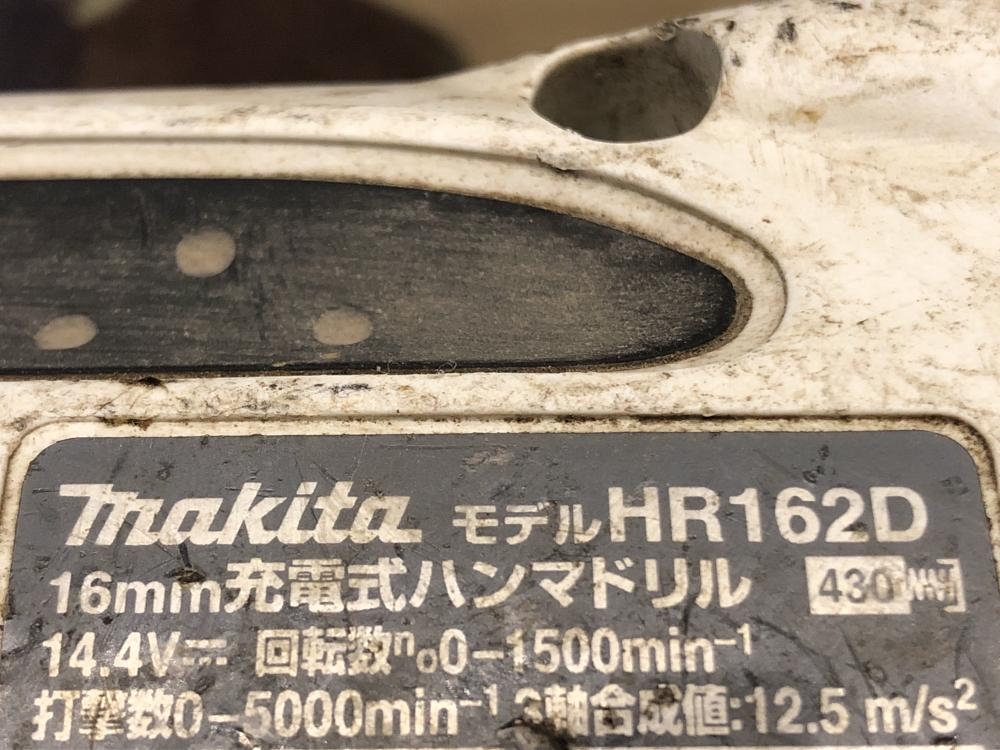 makita モデルHR162D
16mm充電式ハンマドリル 430
14.4V⎓ 回転数n₀0-1500min⁻¹
打撃数0-5000min⁻¹ 3軸合成値:12.5 m/s²